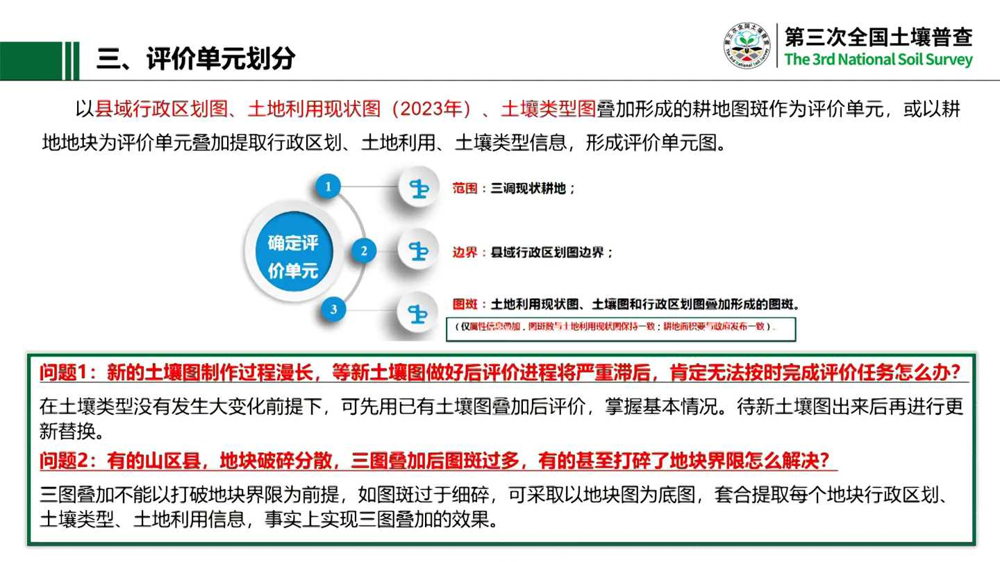 三、评价单元划分
第三次全国土壤普查
The 3rd National Soil Survey
第三次全国土壤普查
The 3rd National Soil Survey
以县域行政区划图、土地利用现状图（2023年）、土壤类型图叠加形成的耕地图斑作为评价单元，或以耕
地地块为评价单元叠加提取行政区划、土地利用、土壤类型信息，形成评价单元图。
确定评
价单元
1
范围：三调现状耕地；
2
边界：县域行政区划图边界；
3
图斑：土地利用现状图、土壤图和行政区划图叠加形成的图斑。
（仅属性信息叠加，图斑数与土地利用现状图保持一致；耕地面积要与政府发布一致）.
问题1：新的土壤图制作过程漫长，等新土壤图做好后评价进程将严重滞后，肯定无法按时完成评价任务怎么办？
在土壤类型没有发生大变化前提下，可先用已有土壤图叠加后评价，掌握基本情况。待新土壤图出来后再进行更
新替换。
问题2：有的山区县，地块破碎分散，三图叠加后图斑过多，有的甚至打碎了地块界限怎么解决？
三图叠加不能以打破地块界限为前提，如图斑过于细碎，可采取以地块图为底图，套合提取每个地块行政区划、
土壤类型、土地利用信息，事实上实现三图叠加的效果。